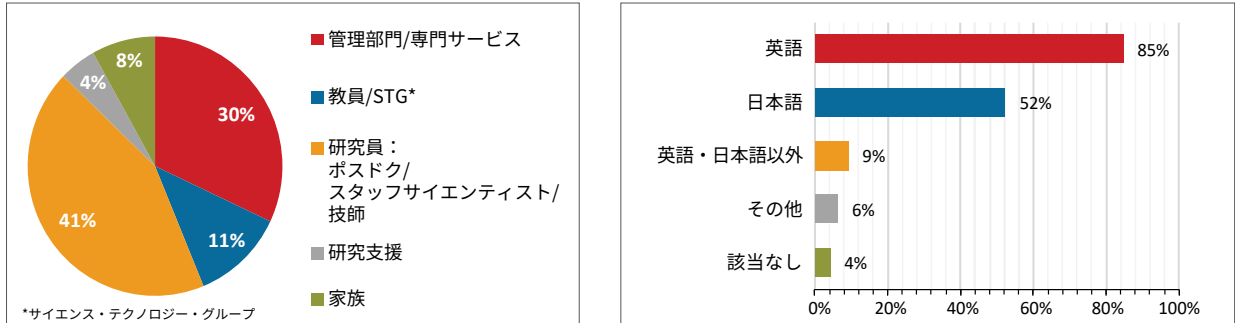 8%
4%
30%
41%
11%
管理部門/専門サービス
教員/STG*
研究員：
ポスドク/
スタッフサイエンティスト/
技師
研究支援
家族
*サイエンス・テクノロジー・グループ
英語 85%
日本語 52%
英語・日本語以外 9%
その他 6%
該当なし 4%
0% 20% 40% 60% 80% 100%